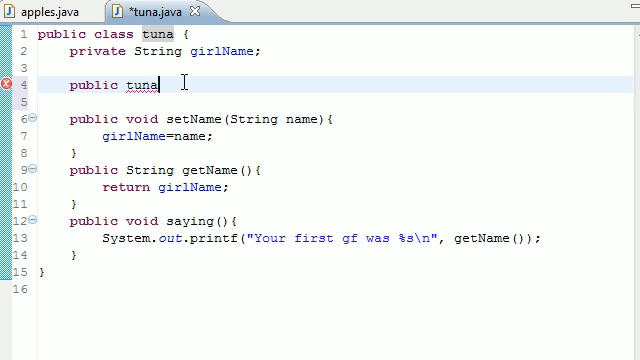 apples.java *tuna.java
1 public class tuna {
2 private String girlName;
3
4 public tuna
5
6 public void setName(String name){
7 girlName=name;
8 }
9 public String getName(){
10 return girlName;
11 }
12 public void saying(){
13 System.out.printf("Your first gf was %s\n", getName());
14 }
15 }
16